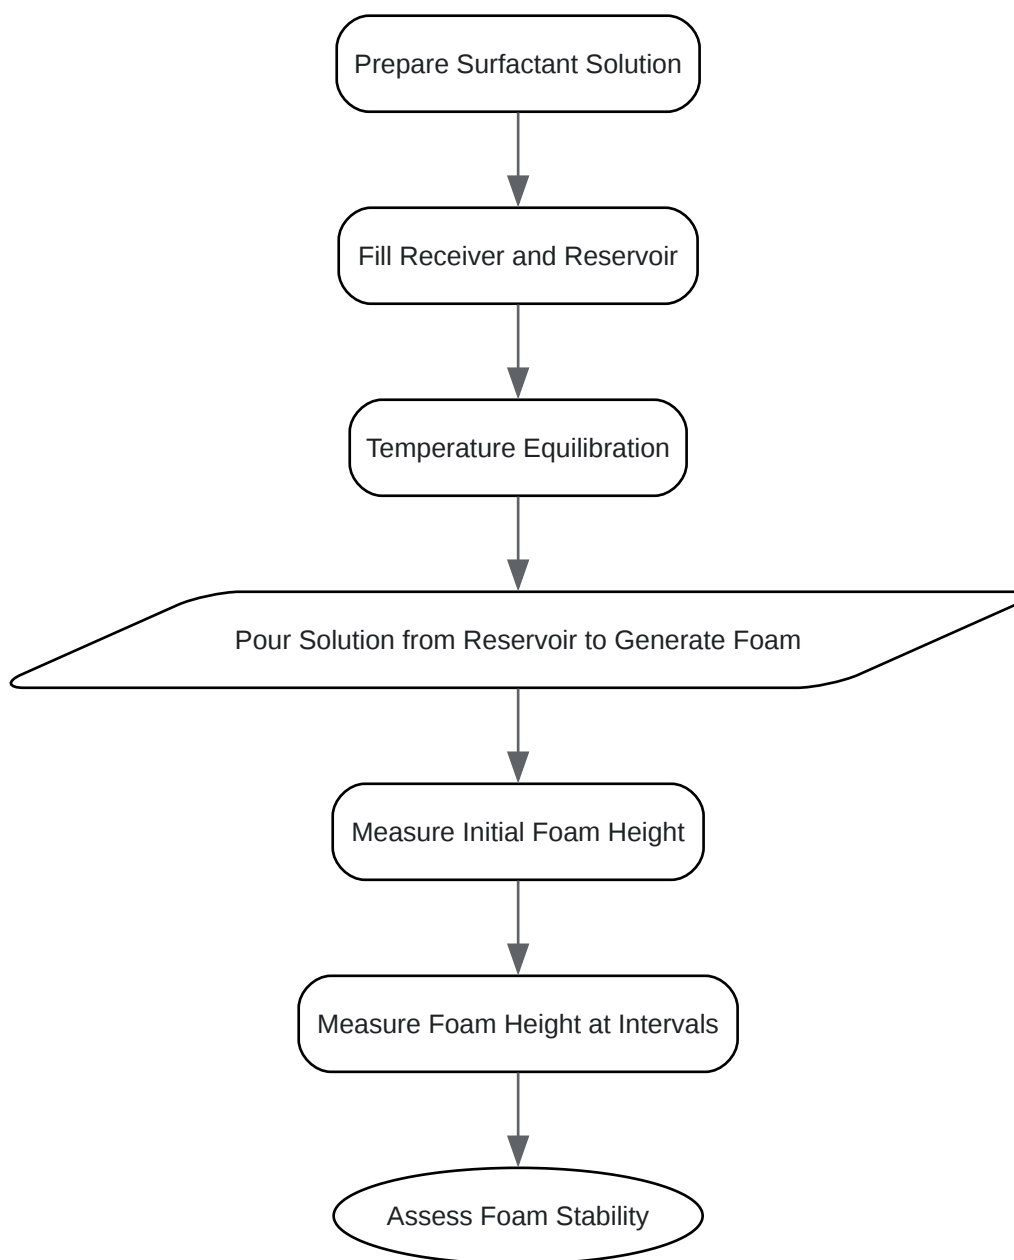 Prepare Surfactant Solution
Fill Receiver and Reservoir
Temperature Equilibration
Pour Solution from Reservoir to Generate Foam
Measure Initial Foam Height
Measure Foam Height at Intervals
Assess Foam Stability